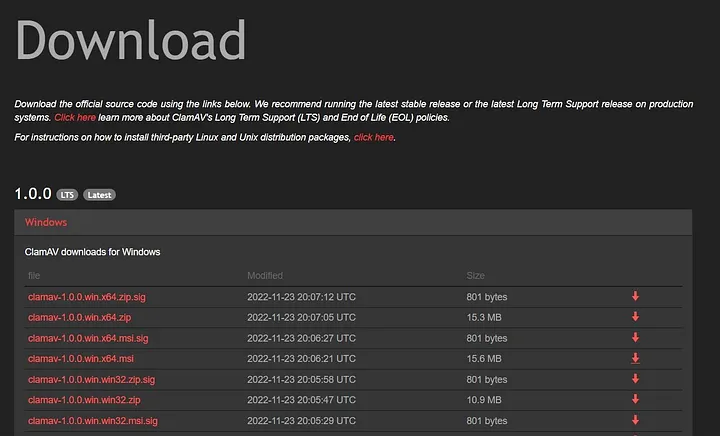 Download
Download the official source code using the links below. We recommend running the latest stable release or the latest Long Term Support release on production
systems. Click here learn more about ClamAV's Long Term Support (LTS) and End of Life (EOL) policies.
For instructions on how to install third-party Linux and Unix distribution packages, click here.
1.0.0 LTS Latest
Windows
ClamAV downloads for Windows
file Modified Size
clamav-1.0.0.win.x64.zip.sig 2022-11-23 20:07:12 UTC 801 bytes
clamav-1.0.0.win.x64.zip 2022-11-23 20:07:05 UTC 15.3 MB
clamav-1.0.0.win.x64.msi.sig 2022-11-23 20:06:27 UTC 801 bytes
clamav-1.0.0.win.x64.msi 2022-11-23 20:06:21 UTC 15.6 MB
clamav-1.0.0.win.win32.zip.sig 2022-11-23 20:05:58 UTC 801 bytes
clamav-1.0.0.win.win32.zip 2022-11-23 20:05:47 UTC 10.9 MB
clamav-1.0.0.win.win32.msi.sig 2022-11-23 20:05:29 UTC 801 bytes